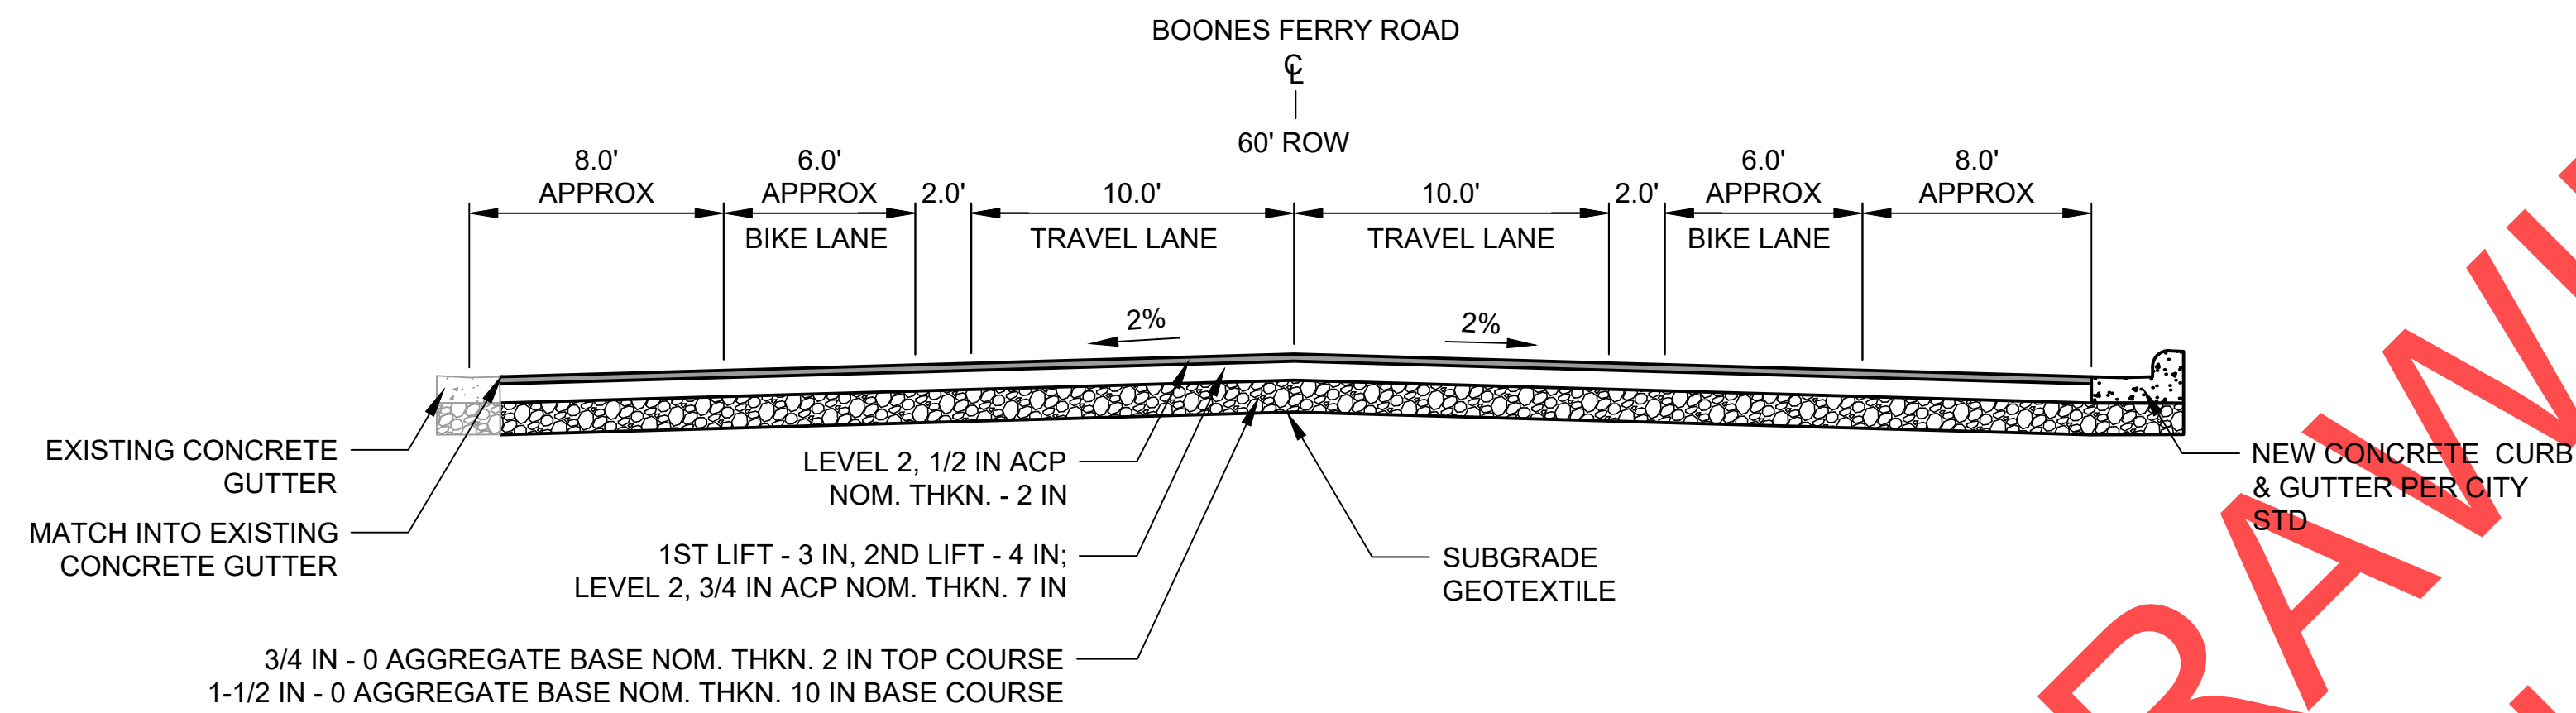 BOONES FERRY ROAD
℄
60' ROW
8.0' 6.0' 6.0' 8.0'
APPROX APPROX 2.0' 10.0' 10.0' 2.0' APPROX APPROX
BIKE LANE TRAVEL LANE TRAVEL LANE BIKE LANE
2% 2%
EXISTING CONCRETE
GUTTER
MATCH INTO EXISTING
CONCRETE GUTTER
LEVEL 2, 1/2 IN ACP
NOM. THKN. - 2 IN
1ST LIFT - 3 IN, 2ND LIFT - 4 IN;
LEVEL 2, 3/4 IN ACP NOM. THKN. 7 IN
3/4 IN - 0 AGGREGATE BASE NOM. THKN. 2 IN TOP COURSE
1-1/2 IN - 0 AGGREGATE BASE NOM. THKN. 10 IN BASE COURSE
SUBGRADE
GEOTEXTILE
NEW CONCRETE CURB
& GUTTER PER CITY
STD